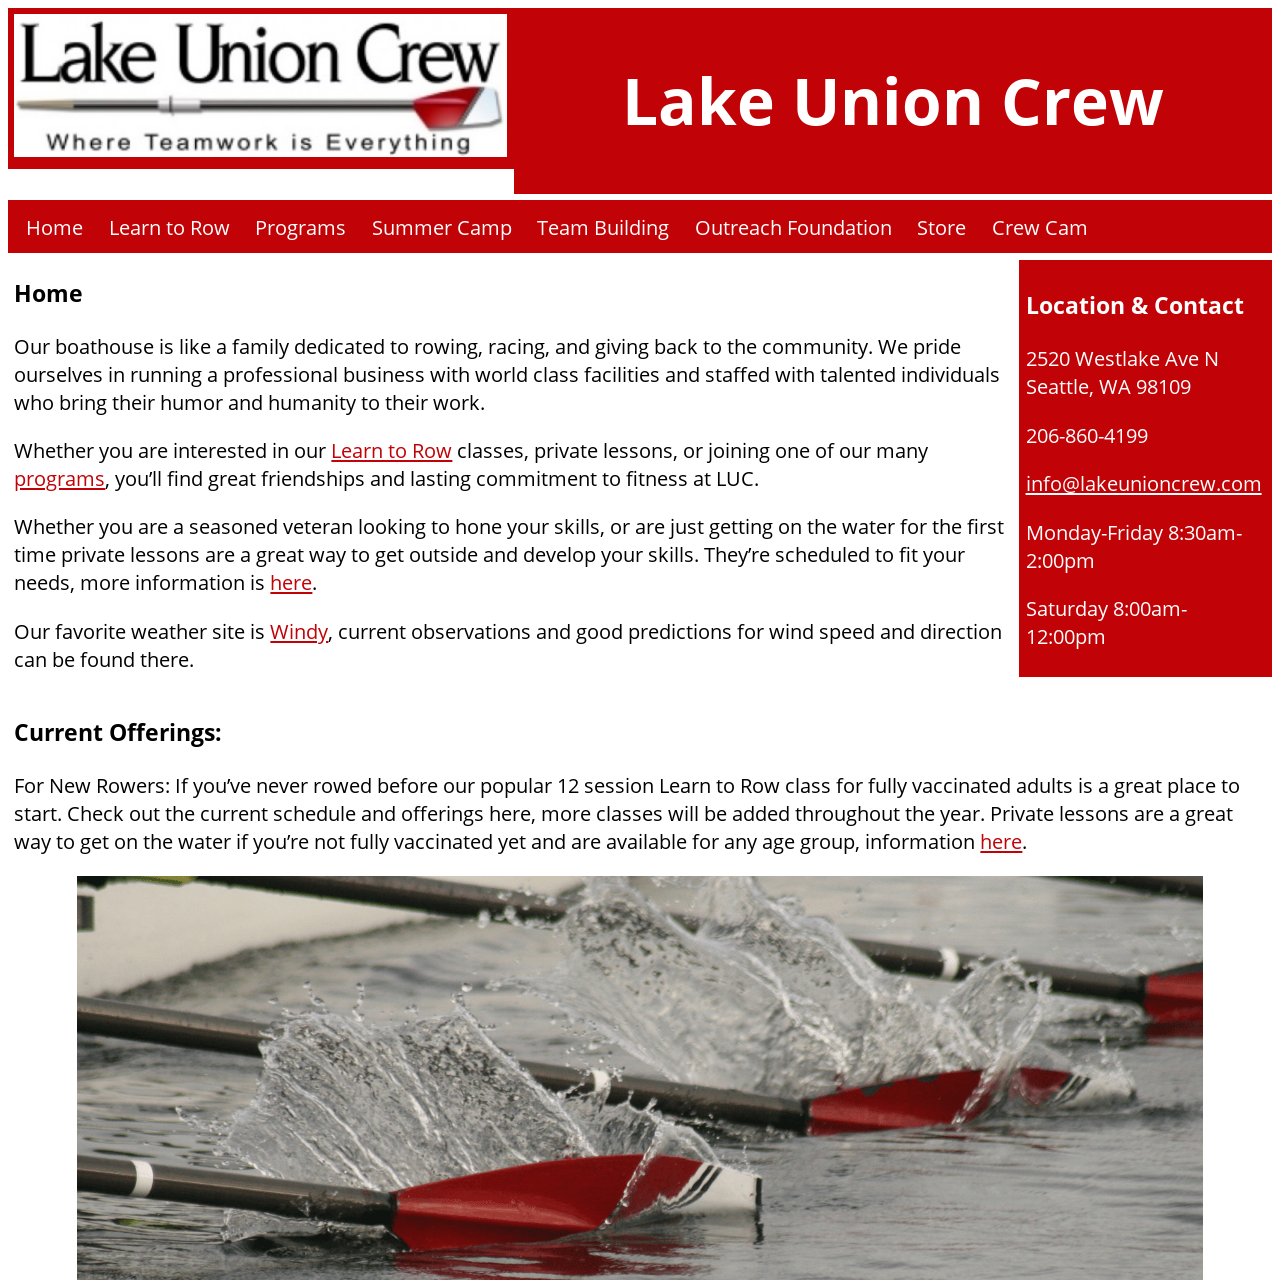 Lake Union Crew
Where Teamwork is Everything
Lake Union Crew
Home Learn to Row Programs Summer Camp Team Building Outreach Foundation Store Crew Cam
Home
Our boathouse is like a family dedicated to rowing, racing, and giving back to the community. We pride
ourselves in running a professional business with world class facilities and staffed with talented individuals
who bring their humor and humanity to their work.
Whether you are interested in our Learn to Row classes, private lessons, or joining one of our many
programs, you’ll find great friendships and lasting commitment to fitness at LUC.
Whether you are a seasoned veteran looking to hone your skills, or are just getting on the water for the first
time private lessons are a great way to get outside and develop your skills. They’re scheduled to fit your
needs, more information is here.
Our favorite weather site is Windy, current observations and good predictions for wind speed and direction
can be found there.
Location & Contact
2520 Westlake Ave N
Seattle, WA 98109
206-860-4199
info@lakeunioncrew.com
Monday-Friday 8:30am-
2:00pm
Saturday 8:00am-
12:00pm
Current Offerings:
For New Rowers: If you’ve never rowed before our popular 12 session Learn to Row class for fully vaccinated adults is a great place to
start. Check out the current schedule and offerings here, more classes will be added throughout the year. Private lessons are a great
way to get on the water if you’re not fully vaccinated yet and are available for any age group, information here.